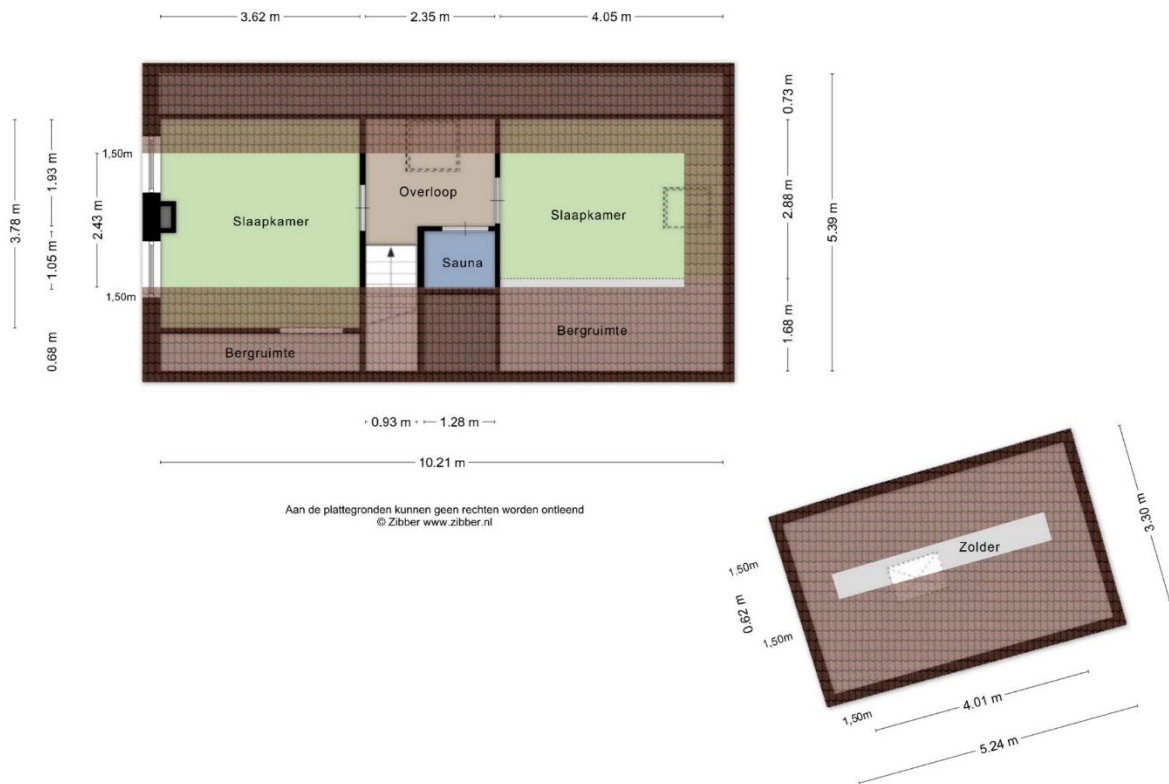 3.62 m
2.35 m
4.05 m
0.73 m
1,50m
1.93 m
3.78 m
2.43 m
1.05 m
1,50m
0.68 m
Slaapkamer
Overloop
Slaapkamer
Sauna
Bergruimte
Bergruimte
2.88 m
5.39 m
1.68 m
0.93 m
1.28 m
10.21 m
Aan de plattegronden kunnen geen rechten worden ontleend
© Zibber www.zibber.nl
Zolder
3.30 m
1,50m
0.62 m
1,50m
1,50m
4.01 m
5.24 m